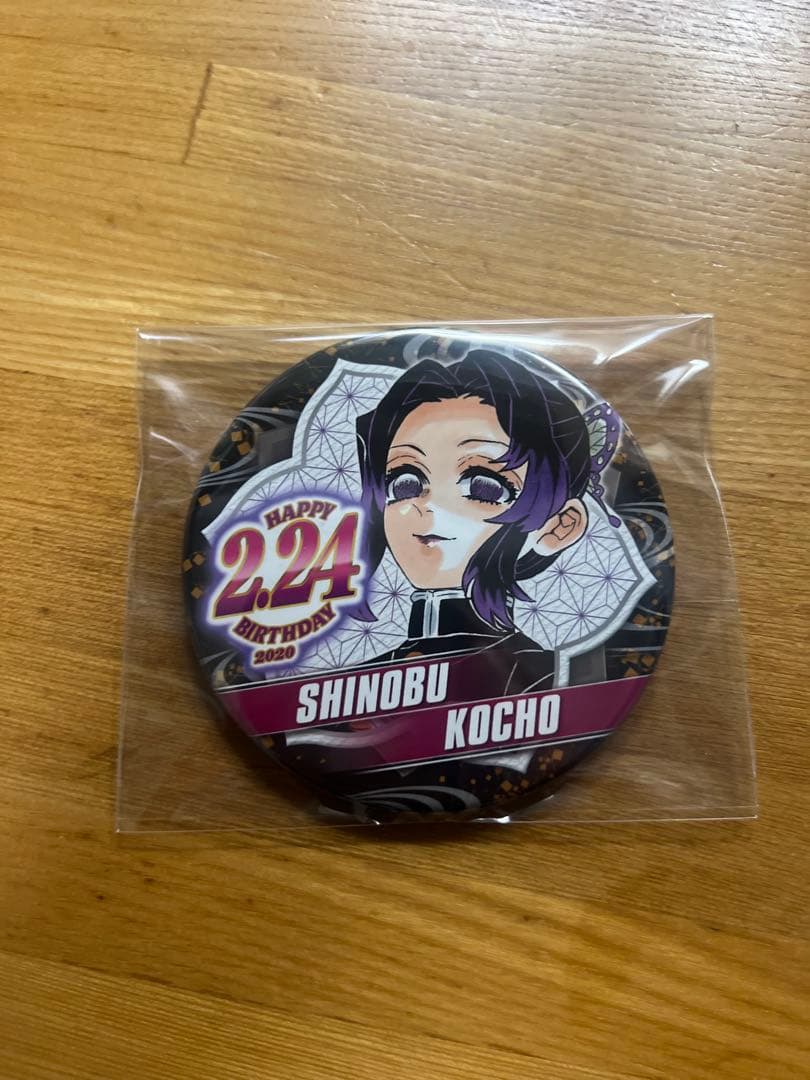 HAPPY
2.24
BIRTHDAY
2020
SHINOBU
KOCHO